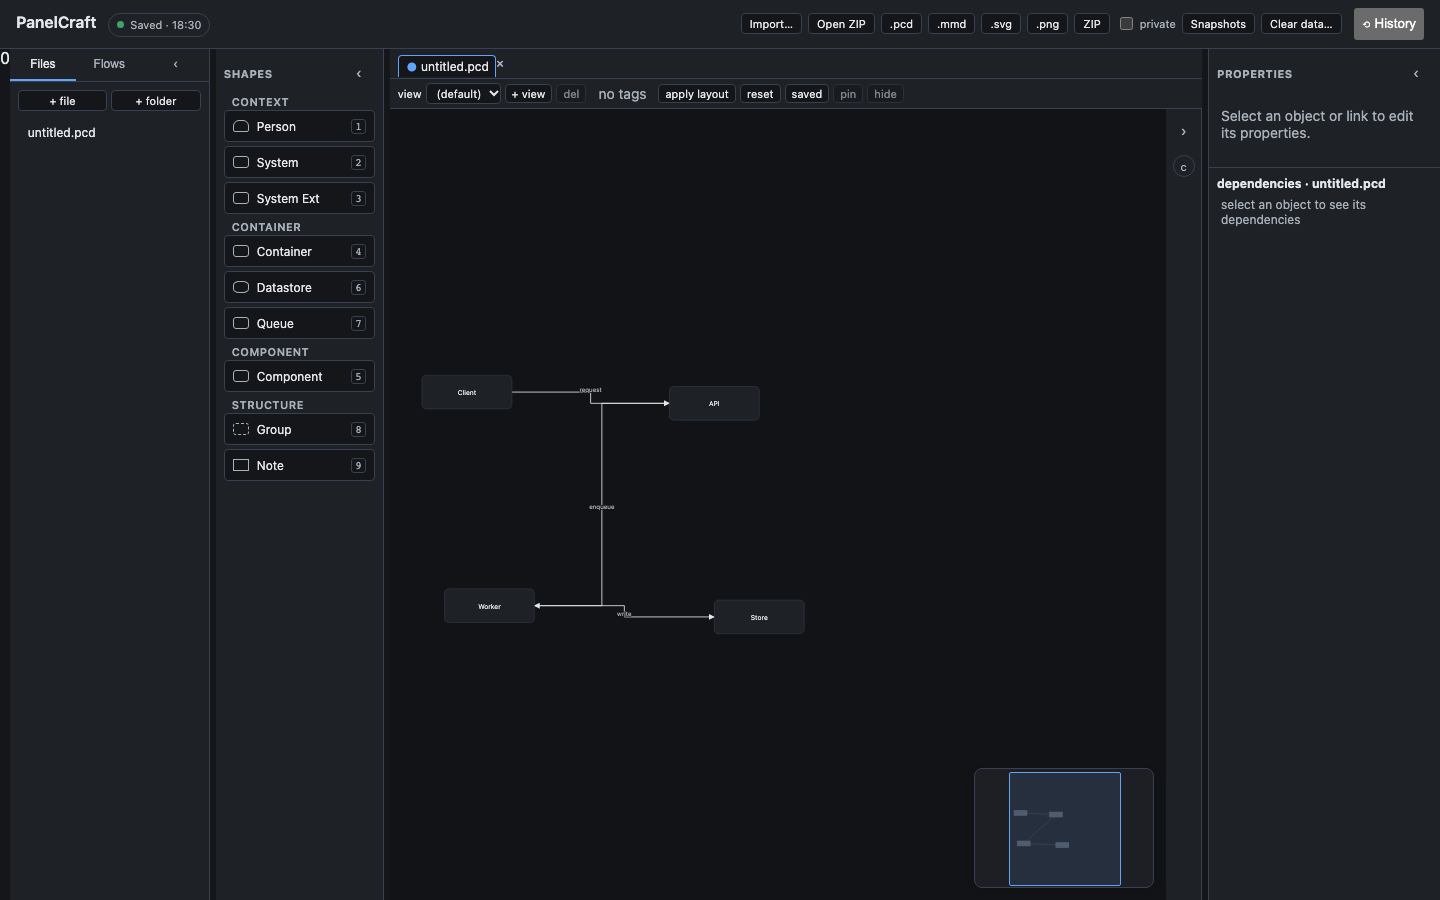 PanelCraft Saved · 18:30 Import... Open ZIP .pcd .mmd .svg .png ZIP private Snapshots Clear data... ⟲ History
0
Files Flows ‹
+ file + folder
untitled.pcd
SHAPES ‹
CONTEXT
Person 1
System 2
System Ext 3
CONTAINER
Container 4
Datastore 6
Queue 7
COMPONENT
Component 5
STRUCTURE
Group 8
Note 9
untitled.pcd ×
view (default) + view del no tags apply layout reset saved pin hide
›
c
Client
request
API
enqueue
Worker
write
Store
PROPERTIES ‹
Select an object or link to edit
its properties.
dependencies · untitled.pcd
select an object to see its
dependencies